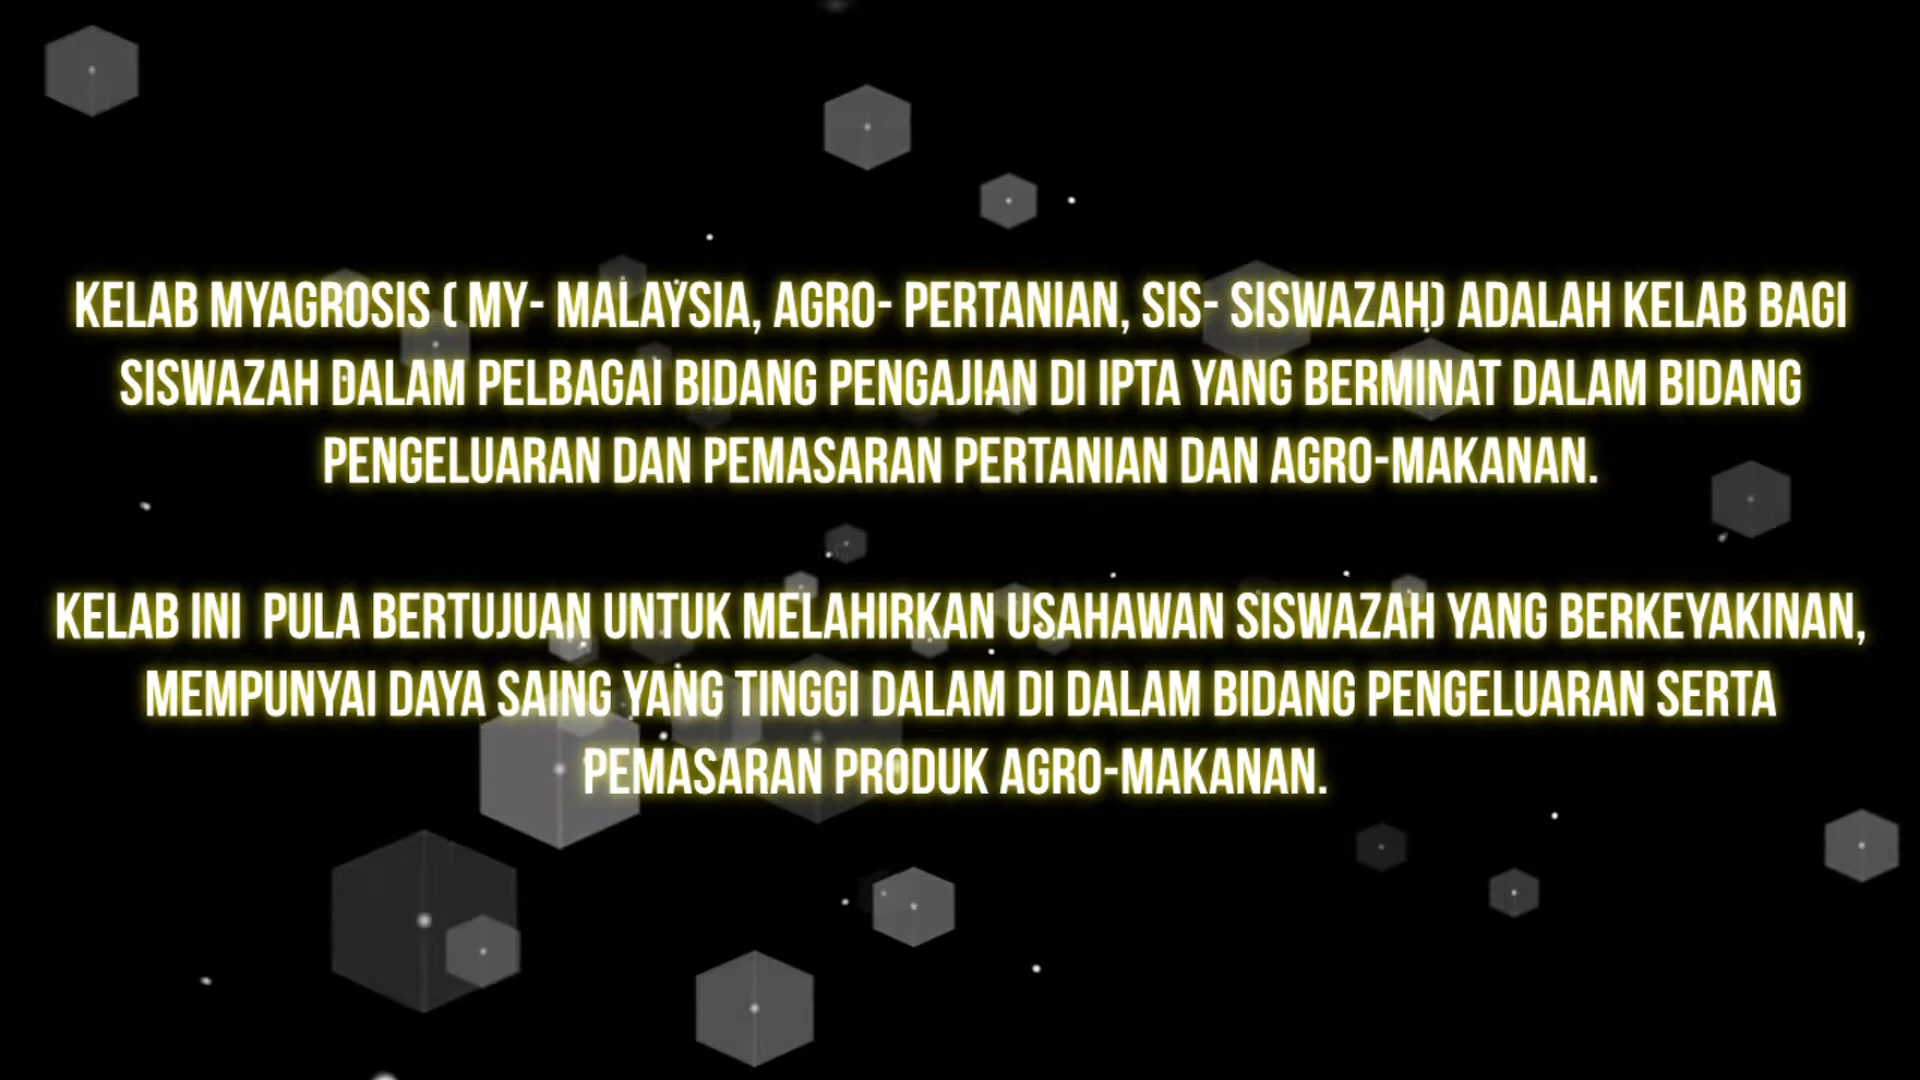 KELAB MYAGROSIS ( MY- MALAYSIA, AGRO- PERTANIAN, SIS- SISWAZAH) ADALAH KELAB BAGI
SISWAZAH DALAM PELBAGAI BIDANG PENGAJIAN DI IPTA YANG BERMINAT DALAM BIDANG
PENGELUARAN DAN PEMASARAN PERTANIAN DAN AGRO-MAKANAN.
KELAB INI PULA BERTUJUAN UNTUK MELAHIRKAN USAHAWAN SISWAZAH YANG BERKEYAKINAN,
MEMPUNYAI DAYA SAING YANG TINGGI DALAM DI DALAM BIDANG PENGELUARAN SERTA
PEMASARAN PRODUK AGRO-MAKANAN.